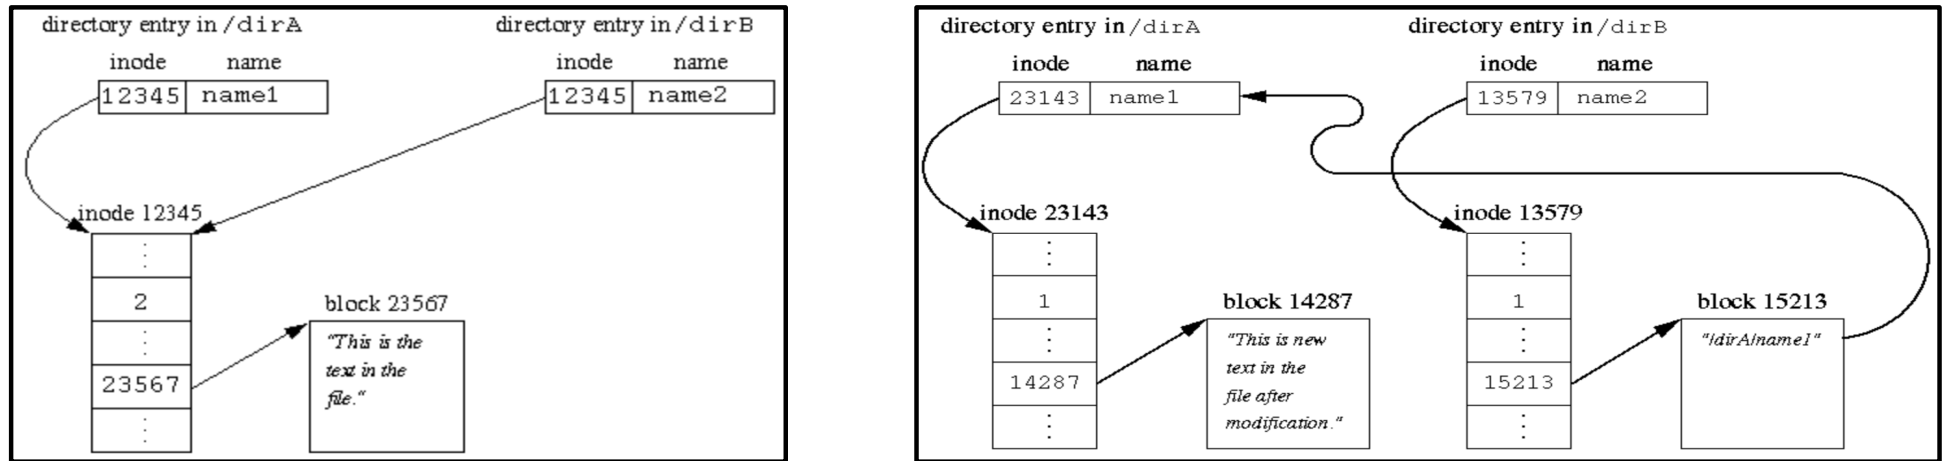 directory entry in /dirA
directory entry in /dirB
inode name
inode name
12345 name1
12345 name2
inode 12345
⋮
2
⋮
23567
⋮
block 23567
"This is the
text in the
file."
directory entry in /dirA
directory entry in /dirB
inode name
inode name
23143 name1
13579 name2
inode 23143
⋮
1
⋮
14287
⋮
block 14287
"This is new
text in the
file after
modification."
inode 13579
⋮
1
⋮
15213
⋮
block 15213
"/dirA/name1"